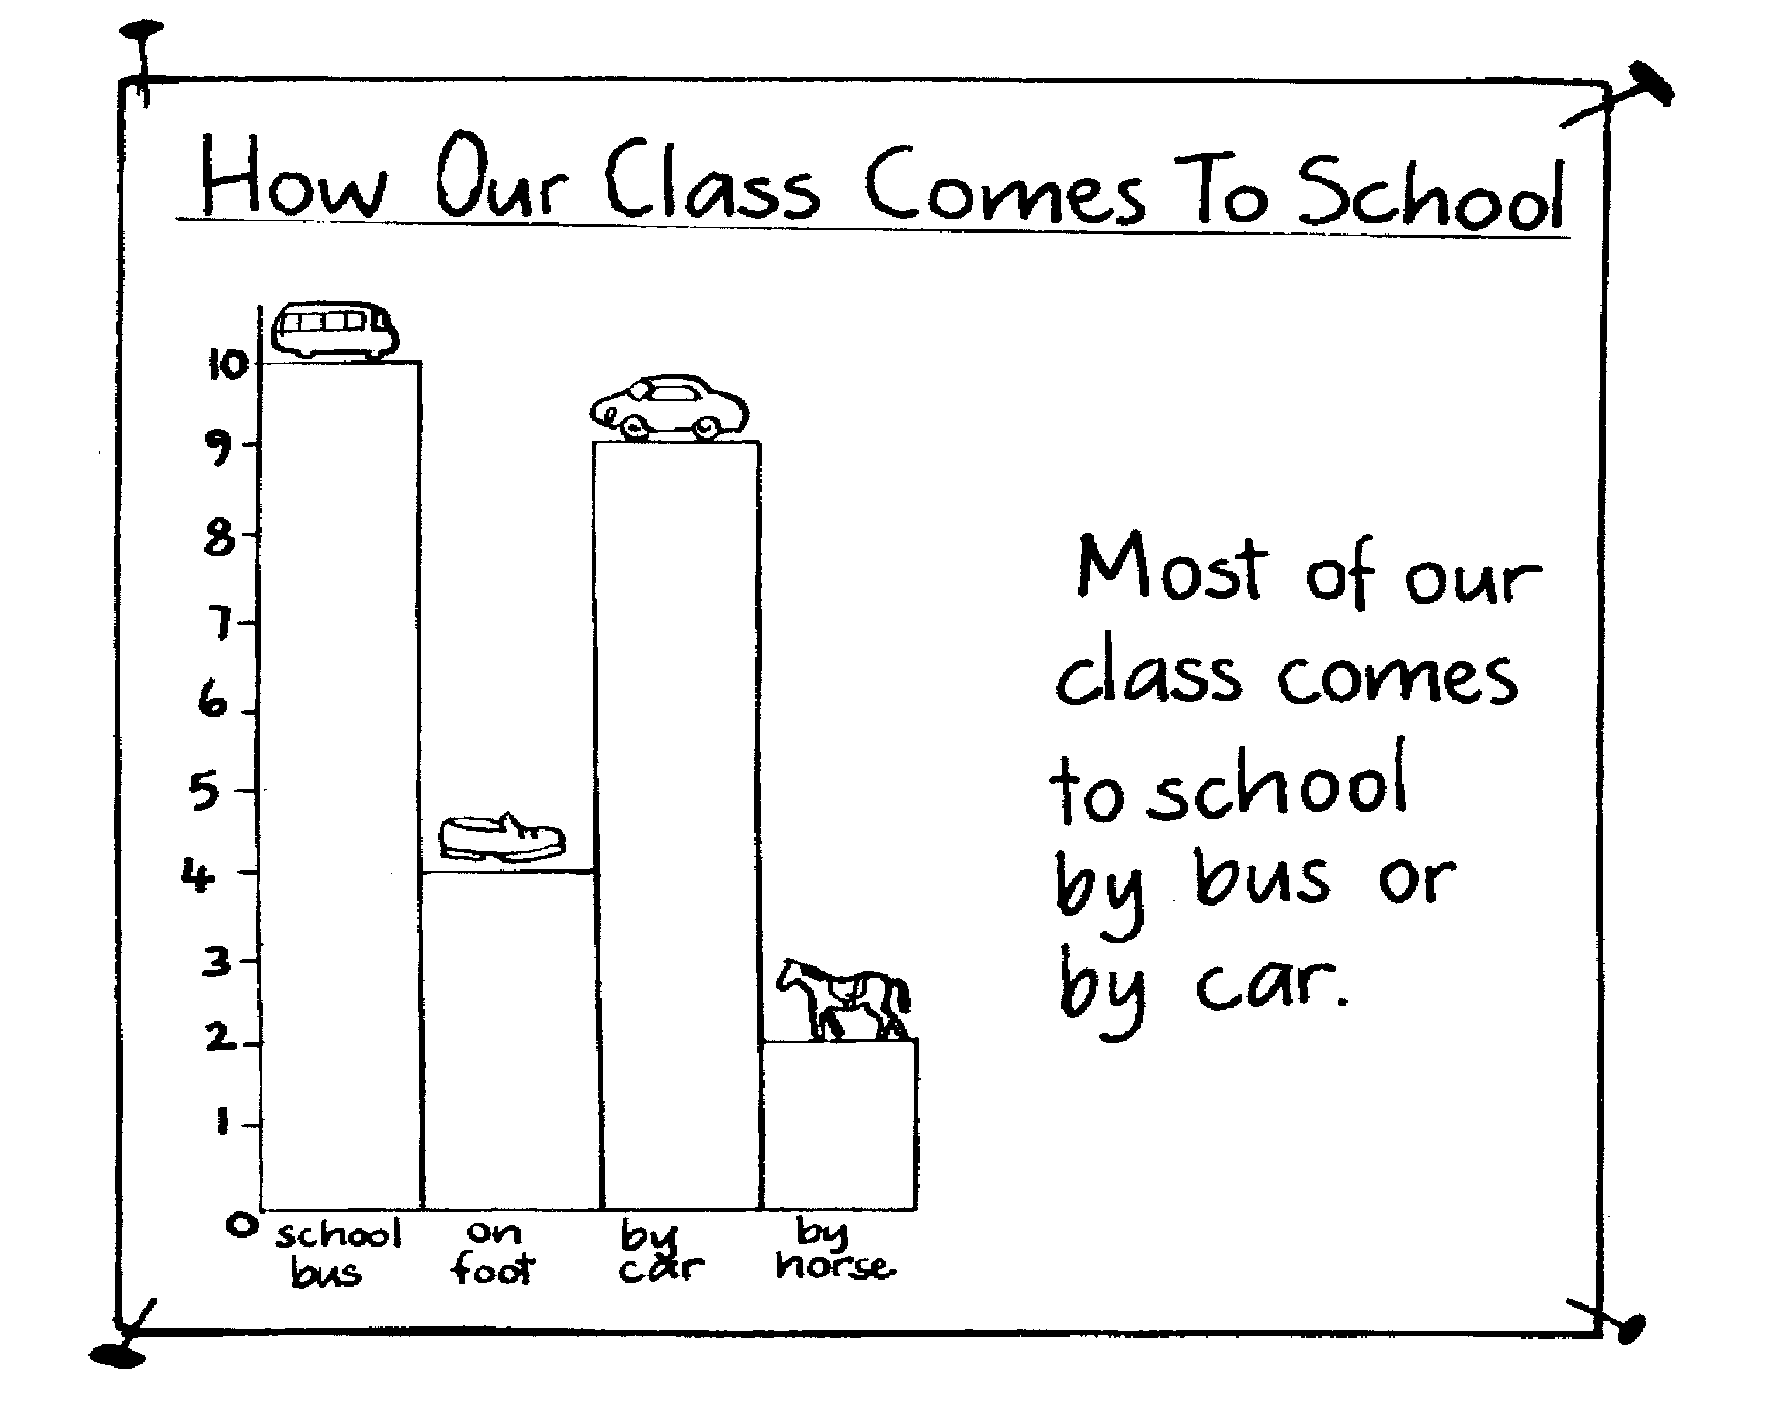 How Our Class Comes To School
10
9
8
7
6
5
4
3
2
1
0
school bus
on foot
by car
by horse
Most of our
class comes
to school
by bus or
by car.